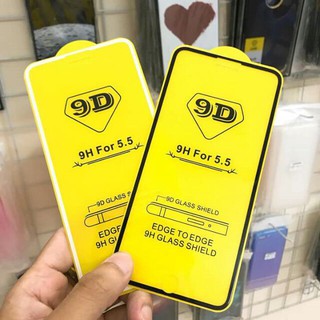 9D
9H For 5.5
9D GLASS SHIELD
EDGE TO EDGE
9H GLASS SHIELD
9D
9H For 5.5
9D GLASS SHIELD
EDGE TO EDGE
9H GLASS SHIELD